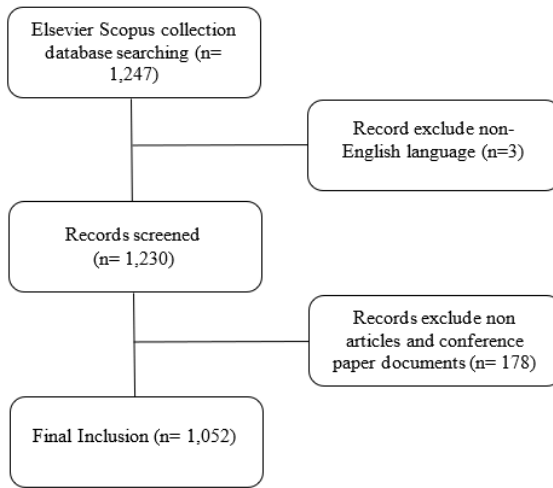 Elsevier Scopus collection
database searching (n=
1,247)
Record exclude non-
English language (n=3)
Records screened
(n= 1,230)
Records exclude non
articles and conference
paper documents (n= 178)
Final Inclusion (n= 1,052)